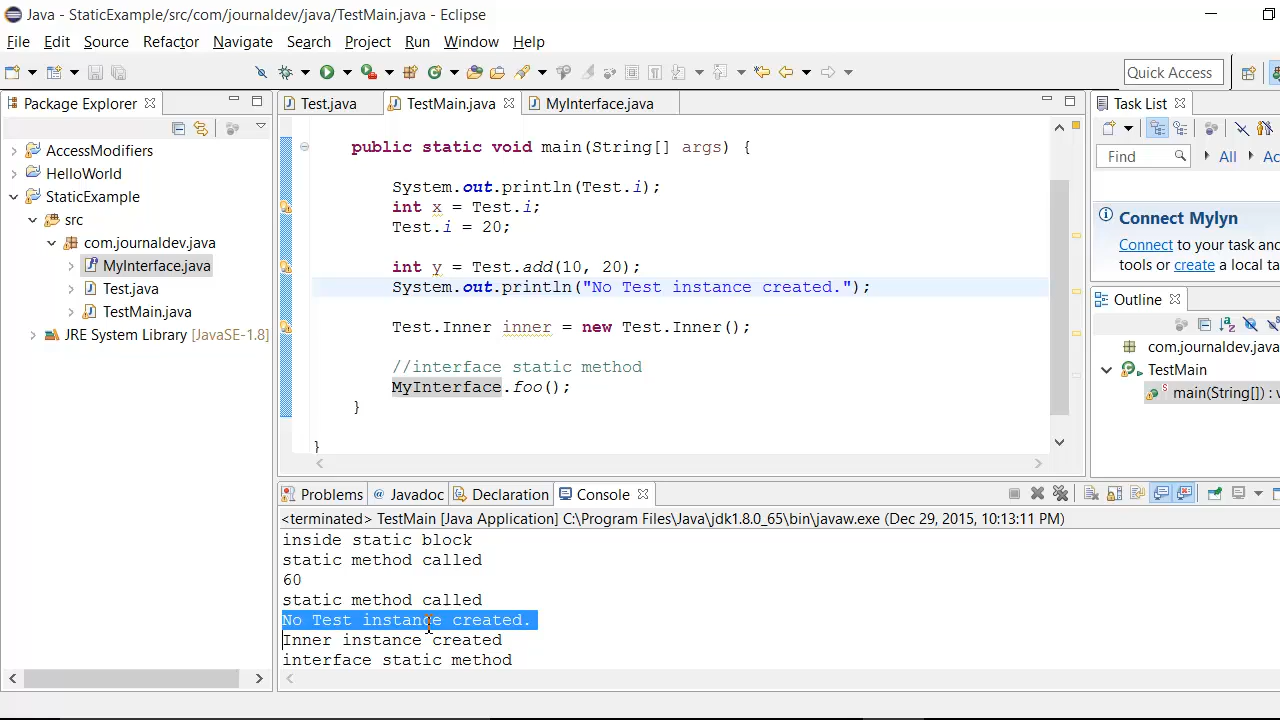 Java - StaticExample/src/com/journaldev/java/TestMain.java - Eclipse
File Edit Source Refactor Navigate Search Project Run Window Help
Quick Access
Package Explorer
AccessModifiers
HelloWorld
StaticExample
src
com.journaldev.java
MyInterface.java
Test.java
TestMain.java
JRE System Library [JavaSE-1.8]
Test.java TestMain.java MyInterface.java
public static void main(String[] args) {
System.out.println(Test.i);
int x = Test.i;
Test.i = 20;
int y = Test.add(10, 20);
System.out.println("No Test instance created.");
Test.Inner inner = new Test.Inner();
//interface static method
MyInterface.foo();
}
}
Task List
Find All Ac
Connect Mylyn
Connect to your task and
tools or create a local ta
Outline
com.journaldev.java
TestMain
main(String[]) : v
Problems Javadoc Declaration Console
<terminated> TestMain [Java Application] C:\Program Files\Java\jdk1.8.0_65\bin\javaw.exe (Dec 29, 2015, 10:13:11 PM)
inside static block
static method called
60
static method called
No Test instance created.
Inner instance created
interface static method